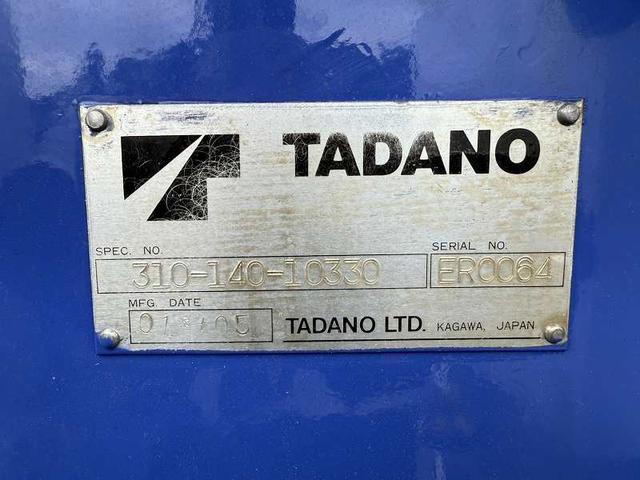 TADANO
SPEC. NO. SERIAL NO.
310-140-10330 ER0064
MFG. DATE
TADANO LTD. KAGAWA, JAPAN